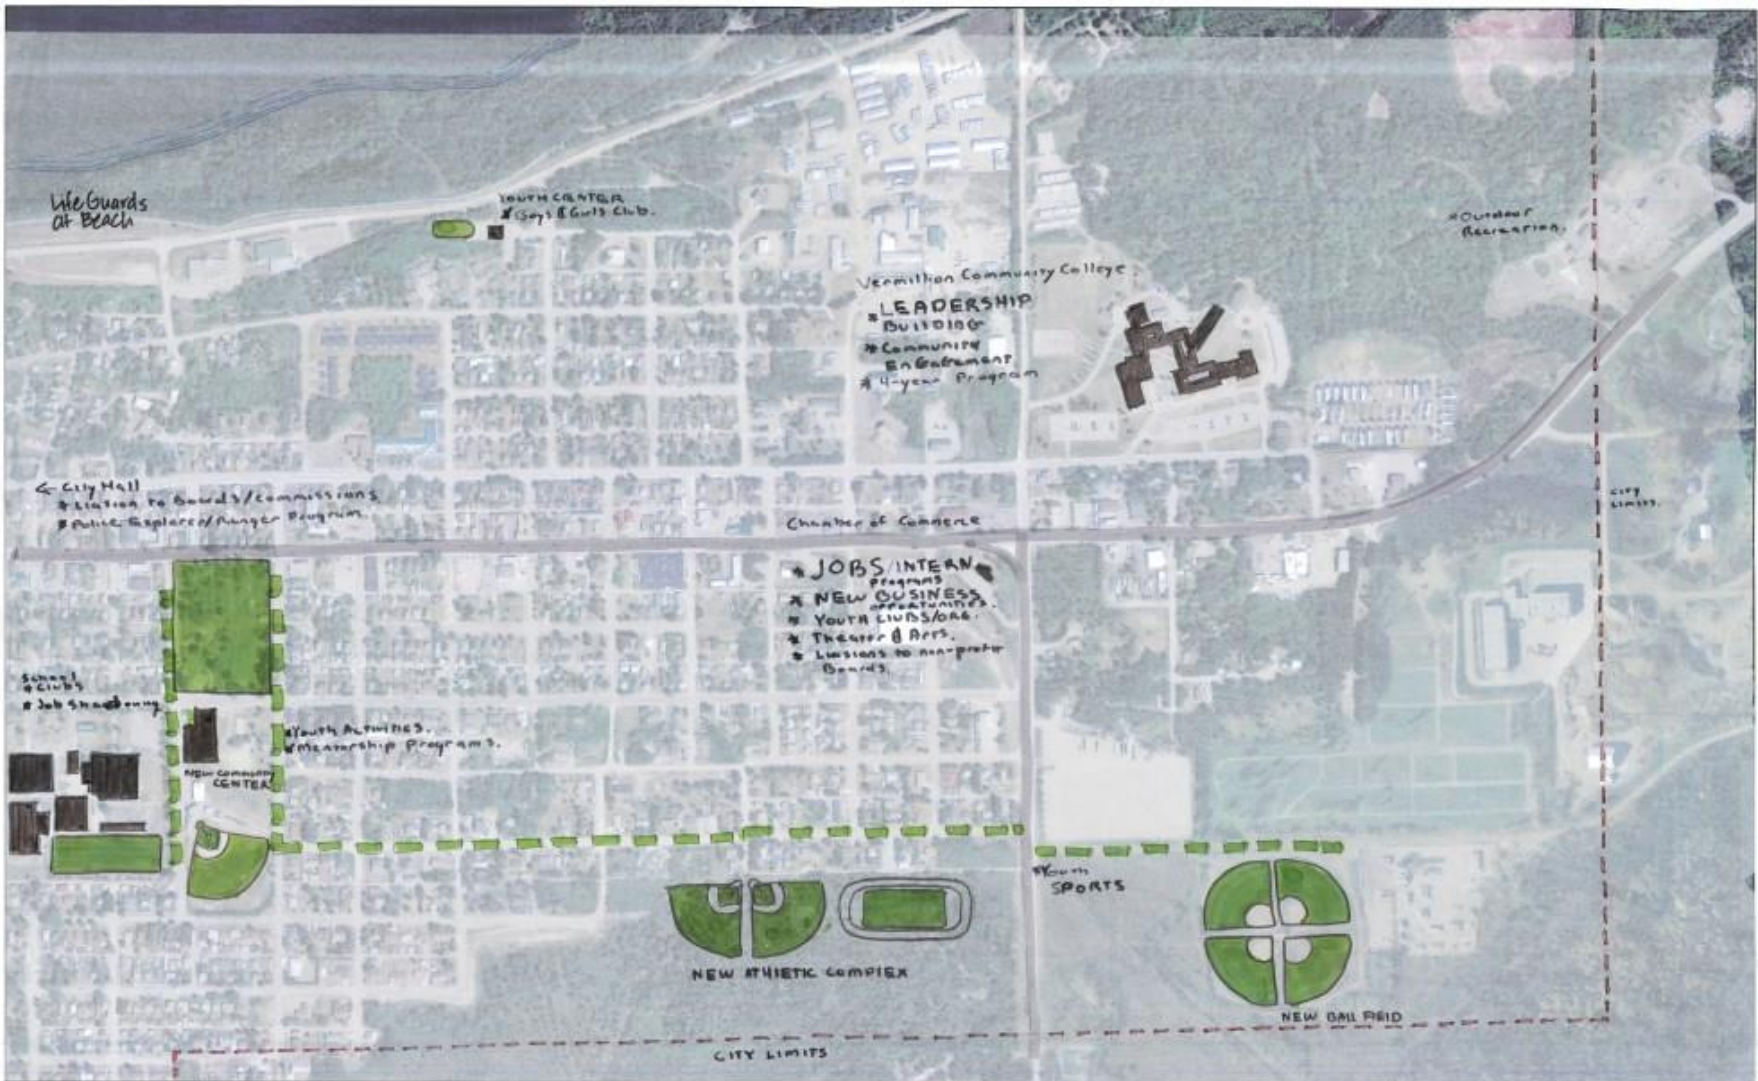 Life Guards
at Beach
YOUTH CENTER
* Boys & Girls Club.
* Outdoor
Recreation.
Vermillion Community College.
* LEADERSHIP
BUILDING
* Community
EnGaGement
* 4-year Program
← City Hall
* Liasion to Boards/Commissions
* Police Explorer/Ranger Program.
CITY
LIMITS.
Chamber of Commerce
* JOBS/INTERN
Programs
* NEW BUSINESS
OPPORTUNITIES.
* YOUTH CLUBS/ORG.
* Theater & Arts.
* Liasions to non-profit
Boards.
School
* Clubs
* Job Shadowing
* Youth Activities.
* Mentorship Programs.
NEW COMMUNITY
CENTER
* Youth
SPORTS
NEW ATHLETIC COMPLEX
NEW BALL FIELD
CITY LIMITS